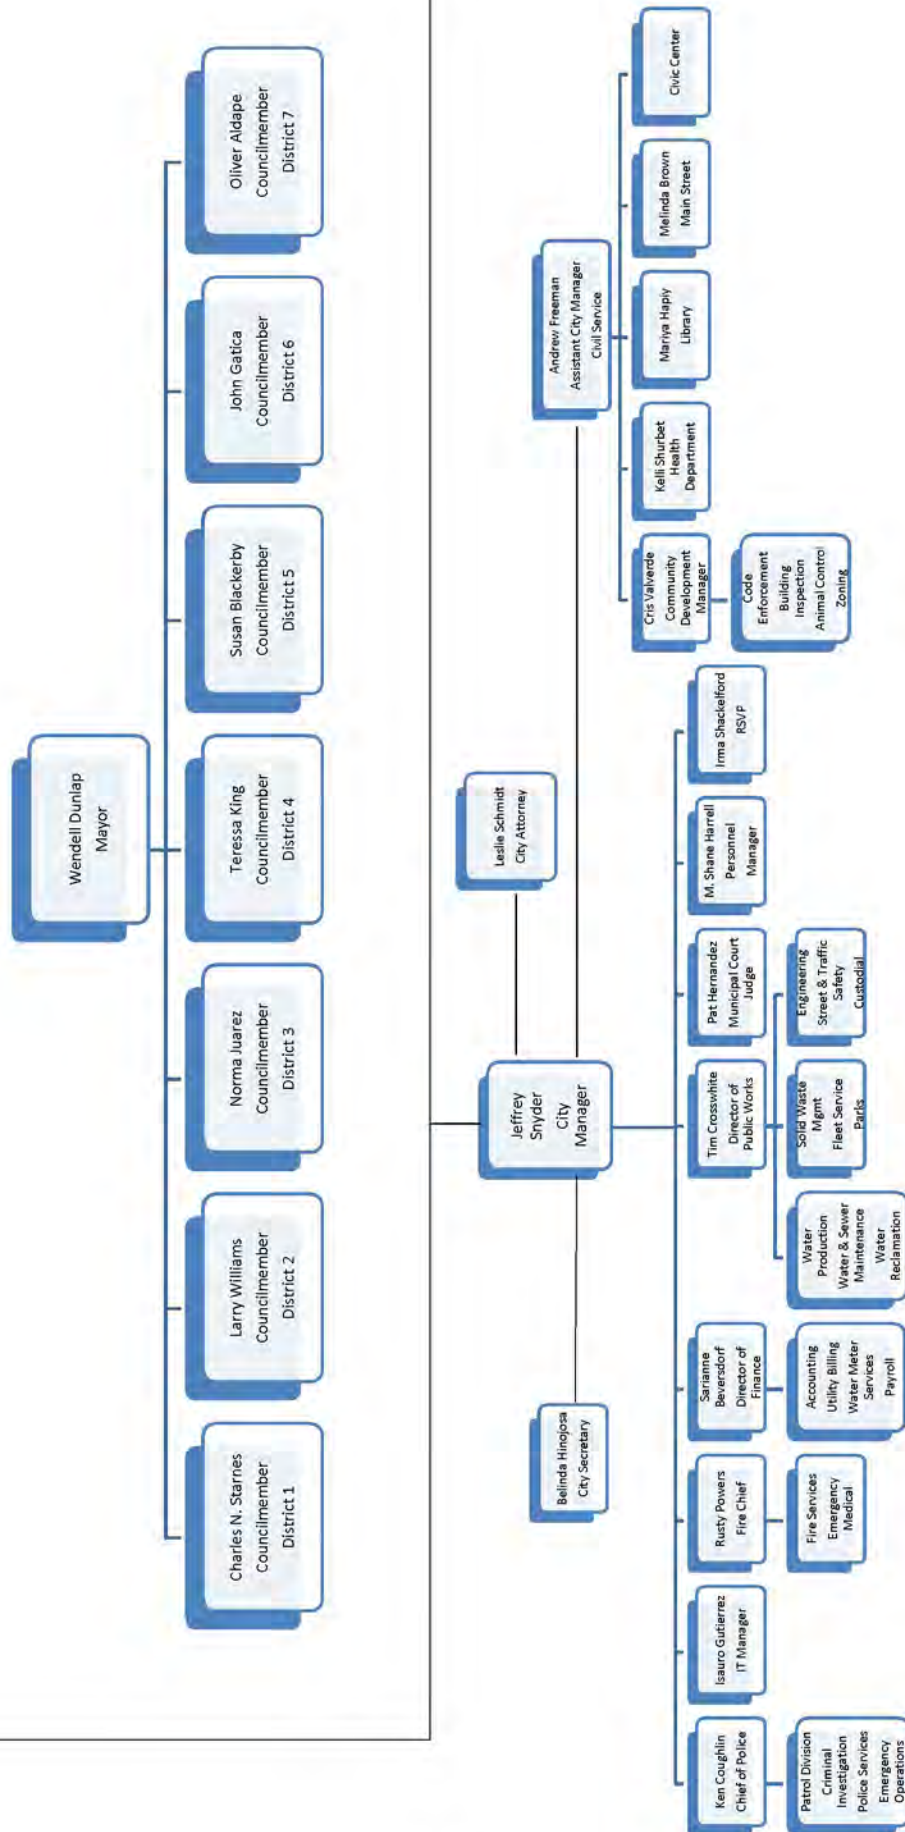 Wendell Dunlap
Mayor
Charles N. Starnes
Councilmember
District 1
Larry Williams
Councilmember
District 2
Norma Juarez
Councilmember
District 3
Teressa King
Councilmember
District 4
Susan Blackerby
Councilmember
District 5
John Gatica
Councilmember
District 6
Oliver Aldape
Councilmember
District 7
Leslie Schmidt
City Attorney
Jeffrey
Snyder
City
Manager
Belinda Hinojosa
City Secretary
Andrew Freeman
Assistant City Manager
Civil Service
Ken Coughlin
Chief of Police
Isauro Gutierrez
IT Manager
Rusty Powers
Fire Chief
Sarianne
Beversdorf
Director of
Finance
Tim Crosswhite
Director of
Public Works
Pat Hernandez
Municipal Court
Judge
M. Shane Harrell
Personnel
Manager
Irma Shackelford
RSVP
Cris Valverde
Community
Development
Manager
Kelli Shurbet
Health
Department
Mariya Hapiy
Library
Melinda Brown
Main Street
Civic Center
Patrol Division
Criminal
Investigation
Police Services
Emergency
Operations
Fire Services
Emergency
Medical
Accounting
Utility Billing
Water Meter
Services
Payroll
Water
Production
Water & Sewer
Maintenance
Water
Reclamation
Solid Waste
Mgmt
Fleet Service
Parks
Engineering
Street & Traffic
Safety
Custodial
Code
Enforcement
Building
Inspection
Animal Control
Zoning